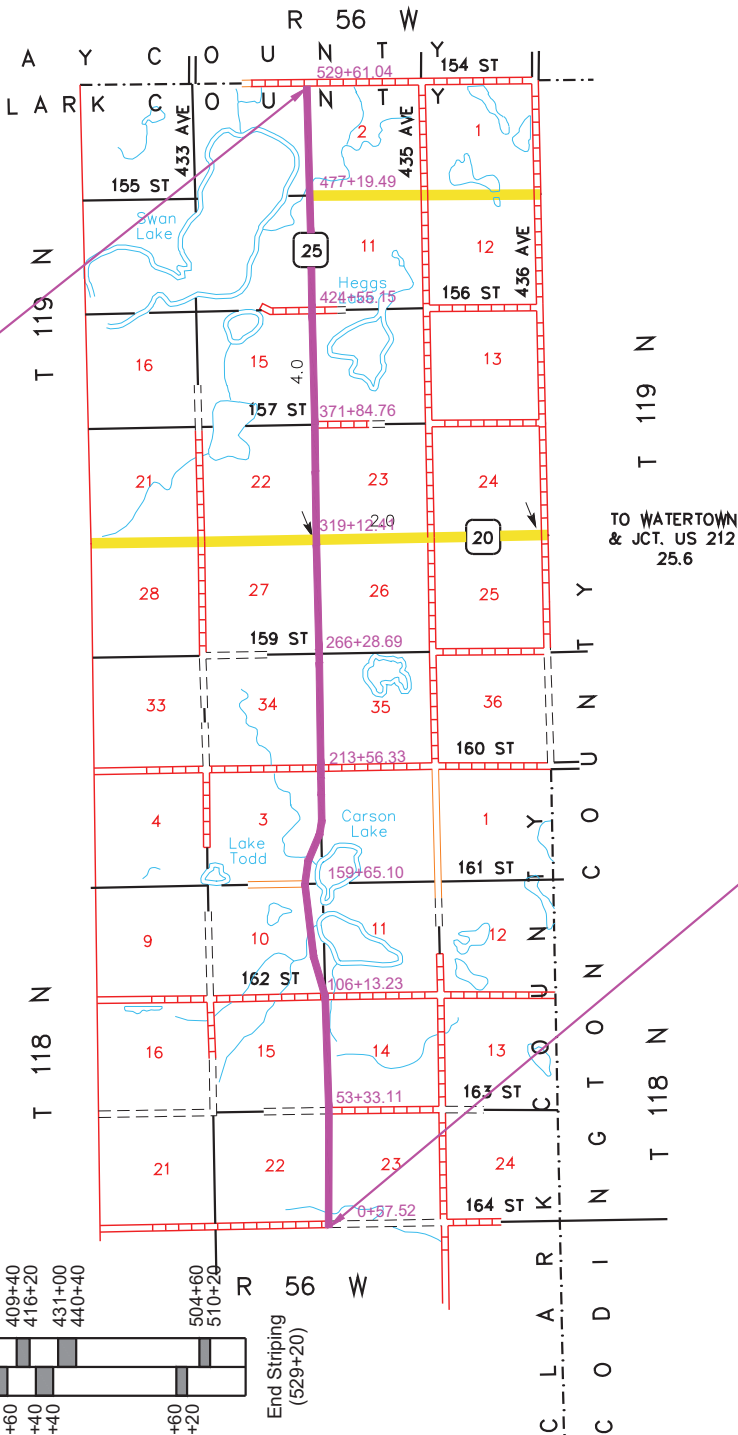 R 56 W
A Y C O U N T Y
154 ST
529+61.04
L A R K C O U N T Y
433 AVE
2
435 AVE
1
155 ST
477+19.49
Swan
Lake
25
11
12
436 AVE
T 119 N
Heggs
424+55.15
156 ST
16
15
4.0
13
T 119 N
157 ST
371+84.76
21
22
23
24
2.0
319+12.41
20
TO WATERTOWN
& JCT. US 212
25.6
28
27
26
25
159 ST
266+28.69
33
34
35
36
160 ST
213+56.33
4
3
Carson
Lake
1
Lake
Todd
159+65.10
161 ST
9
10
11
12
162 ST
106+13.23
T 118 N
16
15
14
13
T 118 N
53+33.11
163 ST
21
22
23
24
164 ST
0+57.52
R 56 W
C L A R K C O U N T Y
C O D I N G T O N C O U N T Y
409+40
416+20
431+00
440+40
504+60
510+20
End Striping
(529+20)
+60
+40
+40
+60
+20